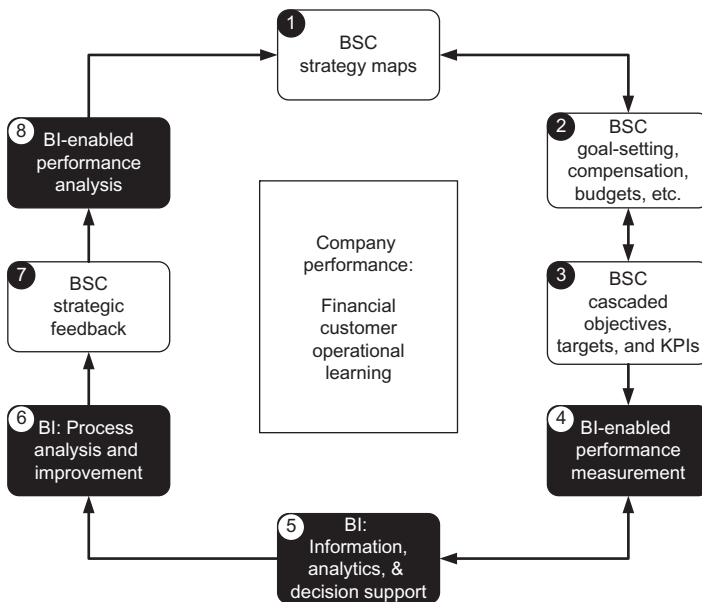 1
BSC
strategy maps
2
BSC
goal-setting,
compensation,
budgets, etc.
3
BSC
cascaded
objectives,
targets, and KPIs
4
BI-enabled
performance
measurement
5
BI:
Information,
analytics, &
decision support
6
BI: Process
analysis and
improvement
7
BSC
strategic
feedback
8
BI-enabled
performance
analysis
Company
performance:
Financial
customer
operational
learning